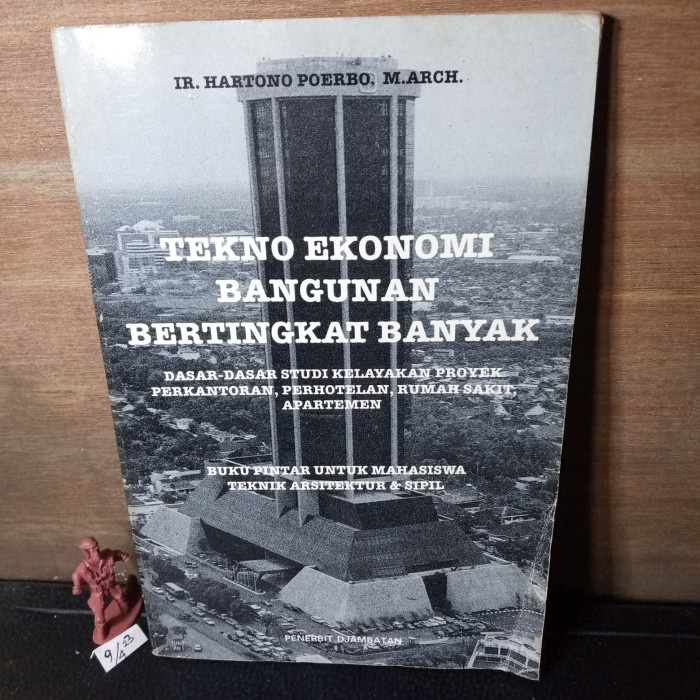 IR. HARTONO POERBO, M.ARCH.
TEKNO EKONOMI
BANGUNAN
BERTINGKAT BANYAK
DASAR-DASAR STUDI KELAYAKAN PROYEK
PERKANTORAN, PERHOTELAN, RUMAH SAKIT,
APARTEMEN
BUKU PINTAR UNTUK MAHASISWA
TEKNIK ARSITEKTUR & SIPIL
PENERBIT DJAMBATAN
9/4 23